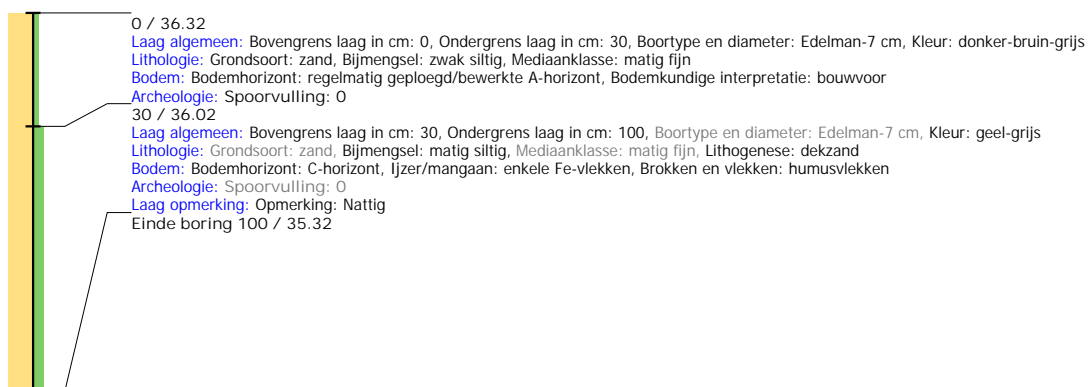 0 / 36.32
Laag algemeen: Bovengrens laag in cm: 0, Ondergrens laag in cm: 30, Boortype en diameter: Edelman-7 cm, Kleur: donker-bruin-grijs
Lithologie: Grondsoort: zand, Bijmengsel: zwak siltig, Mediaanklasse: matig fijn
Bodem: Bodemhorizont: regelmatig geploegd/bewerkte A-horizont, Bodemkundige interpretatie: bouwvoor
Archeologie: Spoorvulling: 0
30 / 36.02
Laag algemeen: Bovengrens laag in cm: 30, Ondergrens laag in cm: 100, Boortype en diameter: Edelman-7 cm, Kleur: geel-grijs
Lithologie: Grondsoort: zand, Bijmengsel: matig siltig, Mediaanklasse: matig fijn, Lithogenese: dekzand
Bodem: Bodemhorizont: C-horizont, Ijzer/mangaan: enkele Fe-vlekken, Brokken en vlekken: humusvlekken
Archeologie: Spoorvulling: 0
Laag opmerking: Opmerking: Nattig
Einde boring 100 / 35.32